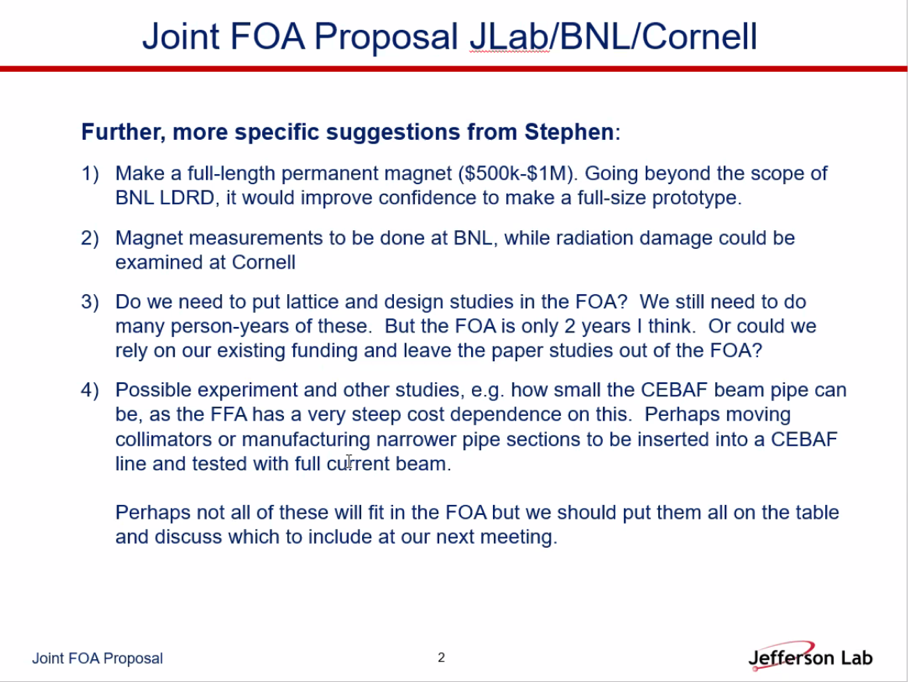 Joint FOA Proposal JLab/BNL/Cornell
Further, more specific suggestions from Stephen:
1) Make a full-length permanent magnet ($500k-$1M). Going beyond the scope of
BNL LDRD, it would improve confidence to make a full-size prototype.
2) Magnet measurements to be done at BNL, while radiation damage could be
examined at Cornell
3) Do we need to put lattice and design studies in the FOA? We still need to do
many person-years of these. But the FOA is only 2 years I think. Or could we
rely on our existing funding and leave the paper studies out of the FOA?
4) Possible experiment and other studies, e.g. how small the CEBAF beam pipe can
be, as the FFA has a very steep cost dependence on this. Perhaps moving
collimators or manufacturing narrower pipe sections to be inserted into a CEBAF
line and tested with full current beam.
Perhaps not all of these will fit in the FOA but we should put them all on the table
and discuss which to include at our next meeting.
Joint FOA Proposal
2
Jefferson Lab